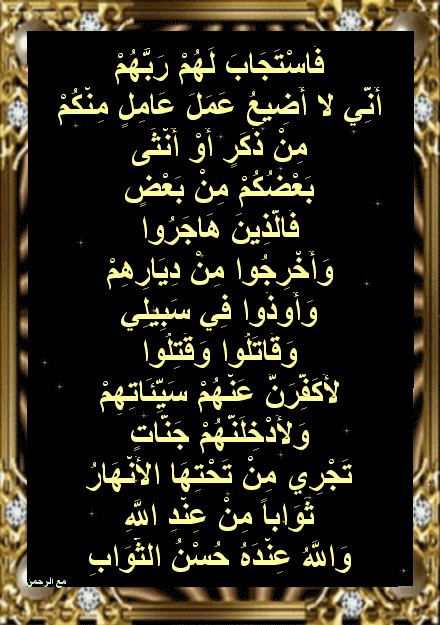 فَاسْتَجَابَ لَهُمْ رَبَّهُمْ
أَنِّي لا أُضِيعُ عَمَلَ عَامِلٍ مِنْكُمْ
مِنْ ذَكَرٍ أَوْ أُنْثَى
بَعْضُكُمْ مِنْ بَعْضٍ
فَالَّذِينَ هَاجَرُوا
وَأُخْرِجُوا مِنْ دِيَارِهِمْ
وَأُوذُوا فِي سَبِيلِي
وَقَاتَلُوا وَقُتِلُوا
لأُكَفِّرَنَّ عَنْهُمْ سَيِّئَاتِهِمْ
وَلأُدْخِلَنَّهُمْ جَنَّاتٍ
تَجْرِي مِنْ تَحْتِهَا الأَنْهَارُ
ثَوَاباً مِنْ عِنْدِ اللَّهِ
وَاللَّهُ عِنْدَهُ حُسْنُ الثَّوَابِ
مع الرحمن